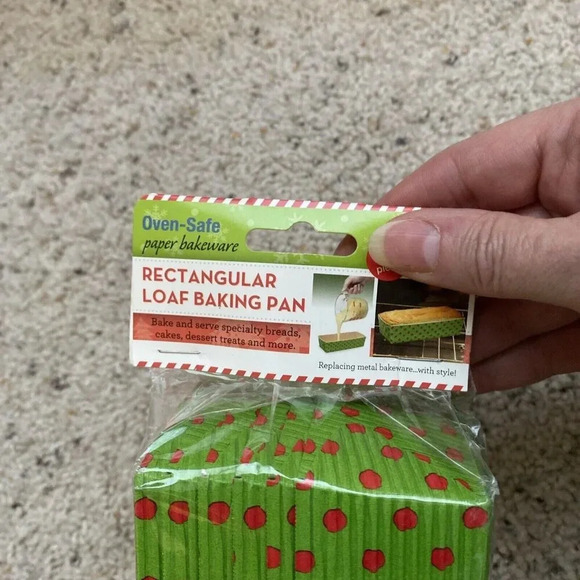 Oven-Safe
paper bakeware
RECTANGULAR
LOAF BAKING PAN
Bake and serve specialty breads,
cakes, dessert treats and more.
Replacing metal bakeware...with style!